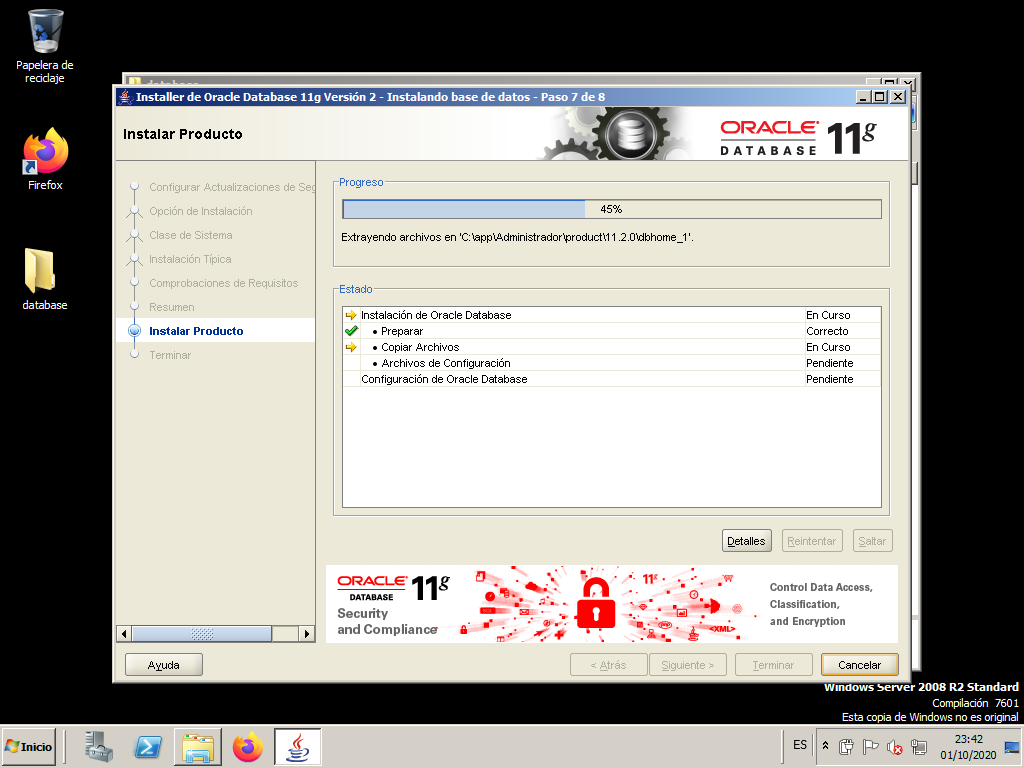 Papelera de
reciclaje
Firefox
database
database
Installer de Oracle Database 11g Versión 2 - Instalando base de datos - Paso 7 de 8
Instalar Producto
ORACLE
DATABASE
11g
Configurar Actualizaciones de Seg
Opción de Instalación
Clase de Sistema
Instalación Típica
Comprobaciones de Requisitos
Resumen
Instalar Producto
Terminar
Progreso
45%
Extrayendo archivos en 'C:\app\Administrador\product\11.2.0\dbhome_1'.
Estado
Instalación de Oracle Database En Curso
• Preparar Correcto
• Copiar Archivos En Curso
• Archivos de Configuración Pendiente
Configuración de Oracle Database Pendiente
Detalles Reintentar Saltar
ORACLE
DATABASE
11g
Security
and Compliance
11g
<XML>
Control Data Access,
Classification,
and Encryption
Ayuda < Atrás Siguiente > Terminar Cancelar
Windows Server 2008 R2 Standard
Compilación 7601
Esta copia de Windows no es original
Inicio
ES
23:42
01/10/2020